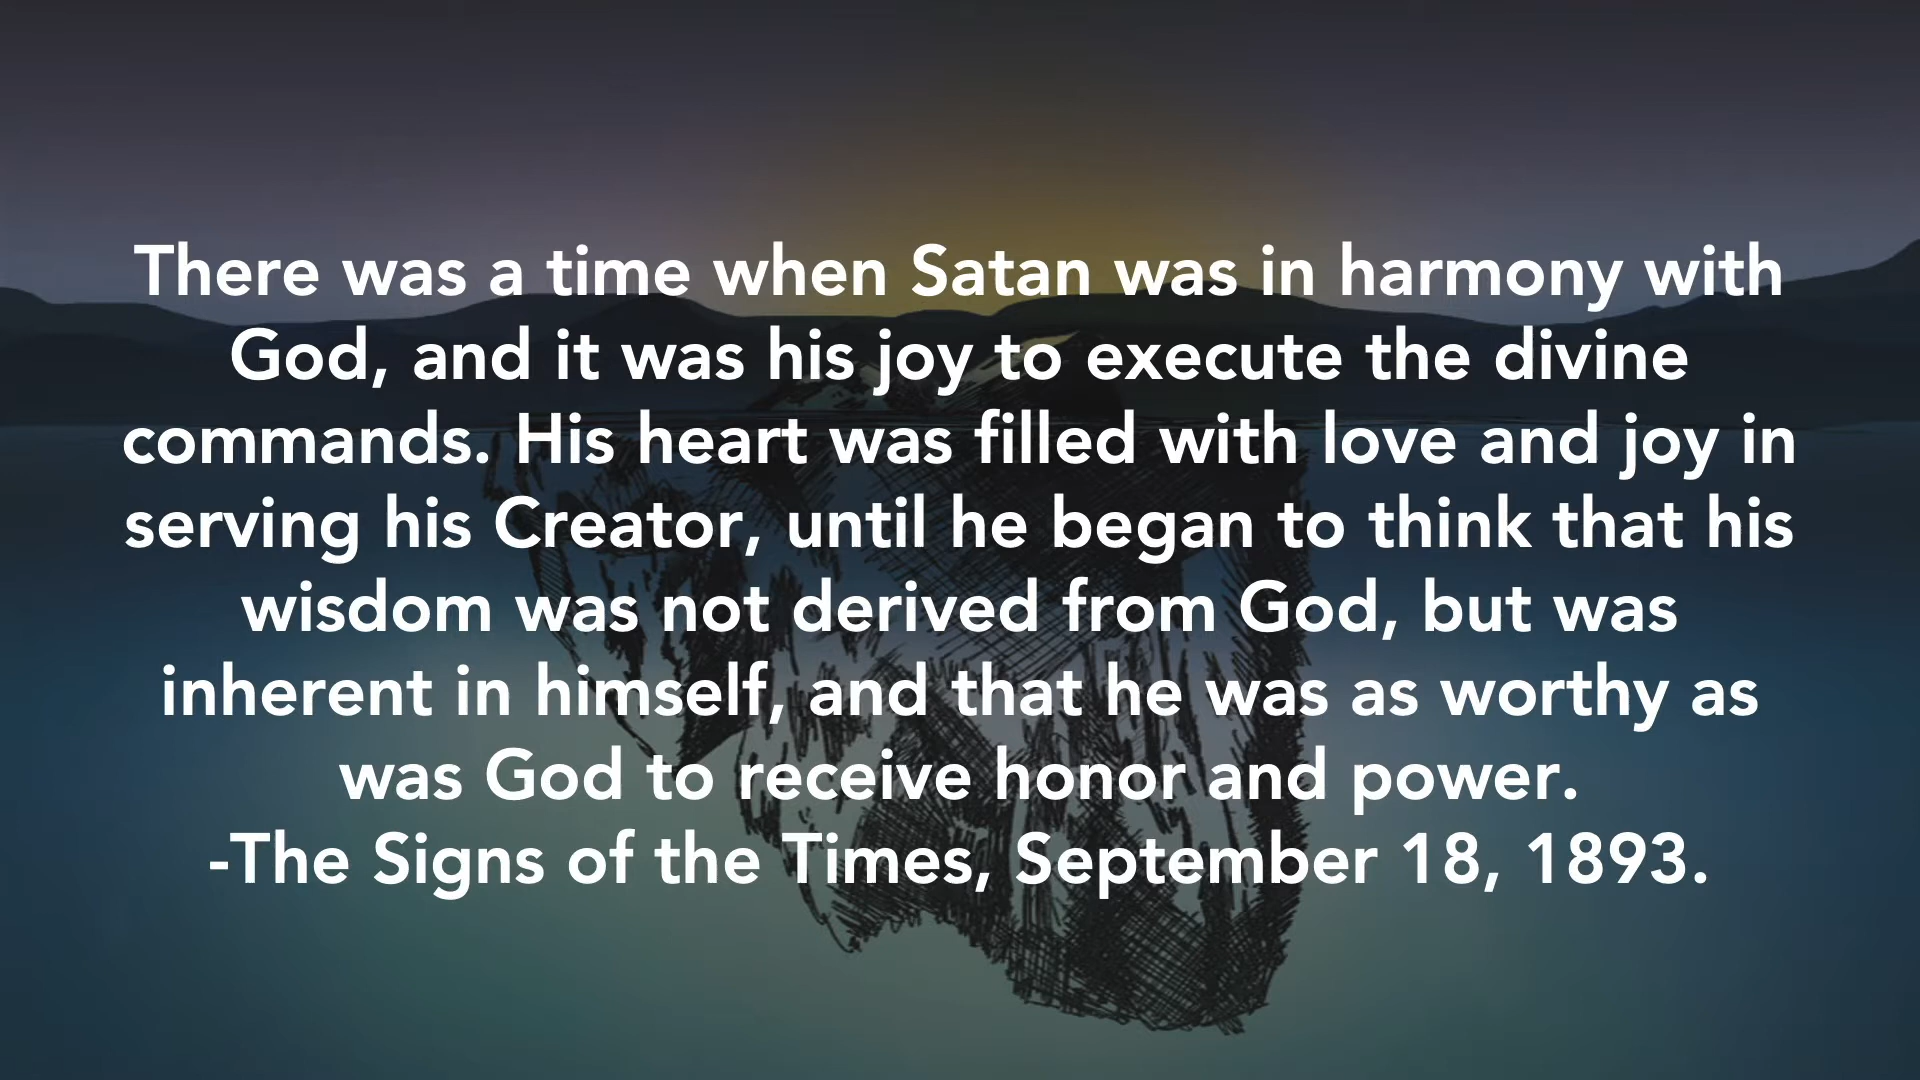 There was a time when Satan was in harmony with
God, and it was his joy to execute the divine
commands. His heart was filled with love and joy in
serving his Creator, until he began to think that his
wisdom was not derived from God, but was
inherent in himself, and that he was as worthy as
was God to receive honor and power.
-The Signs of the Times, September 18, 1893.